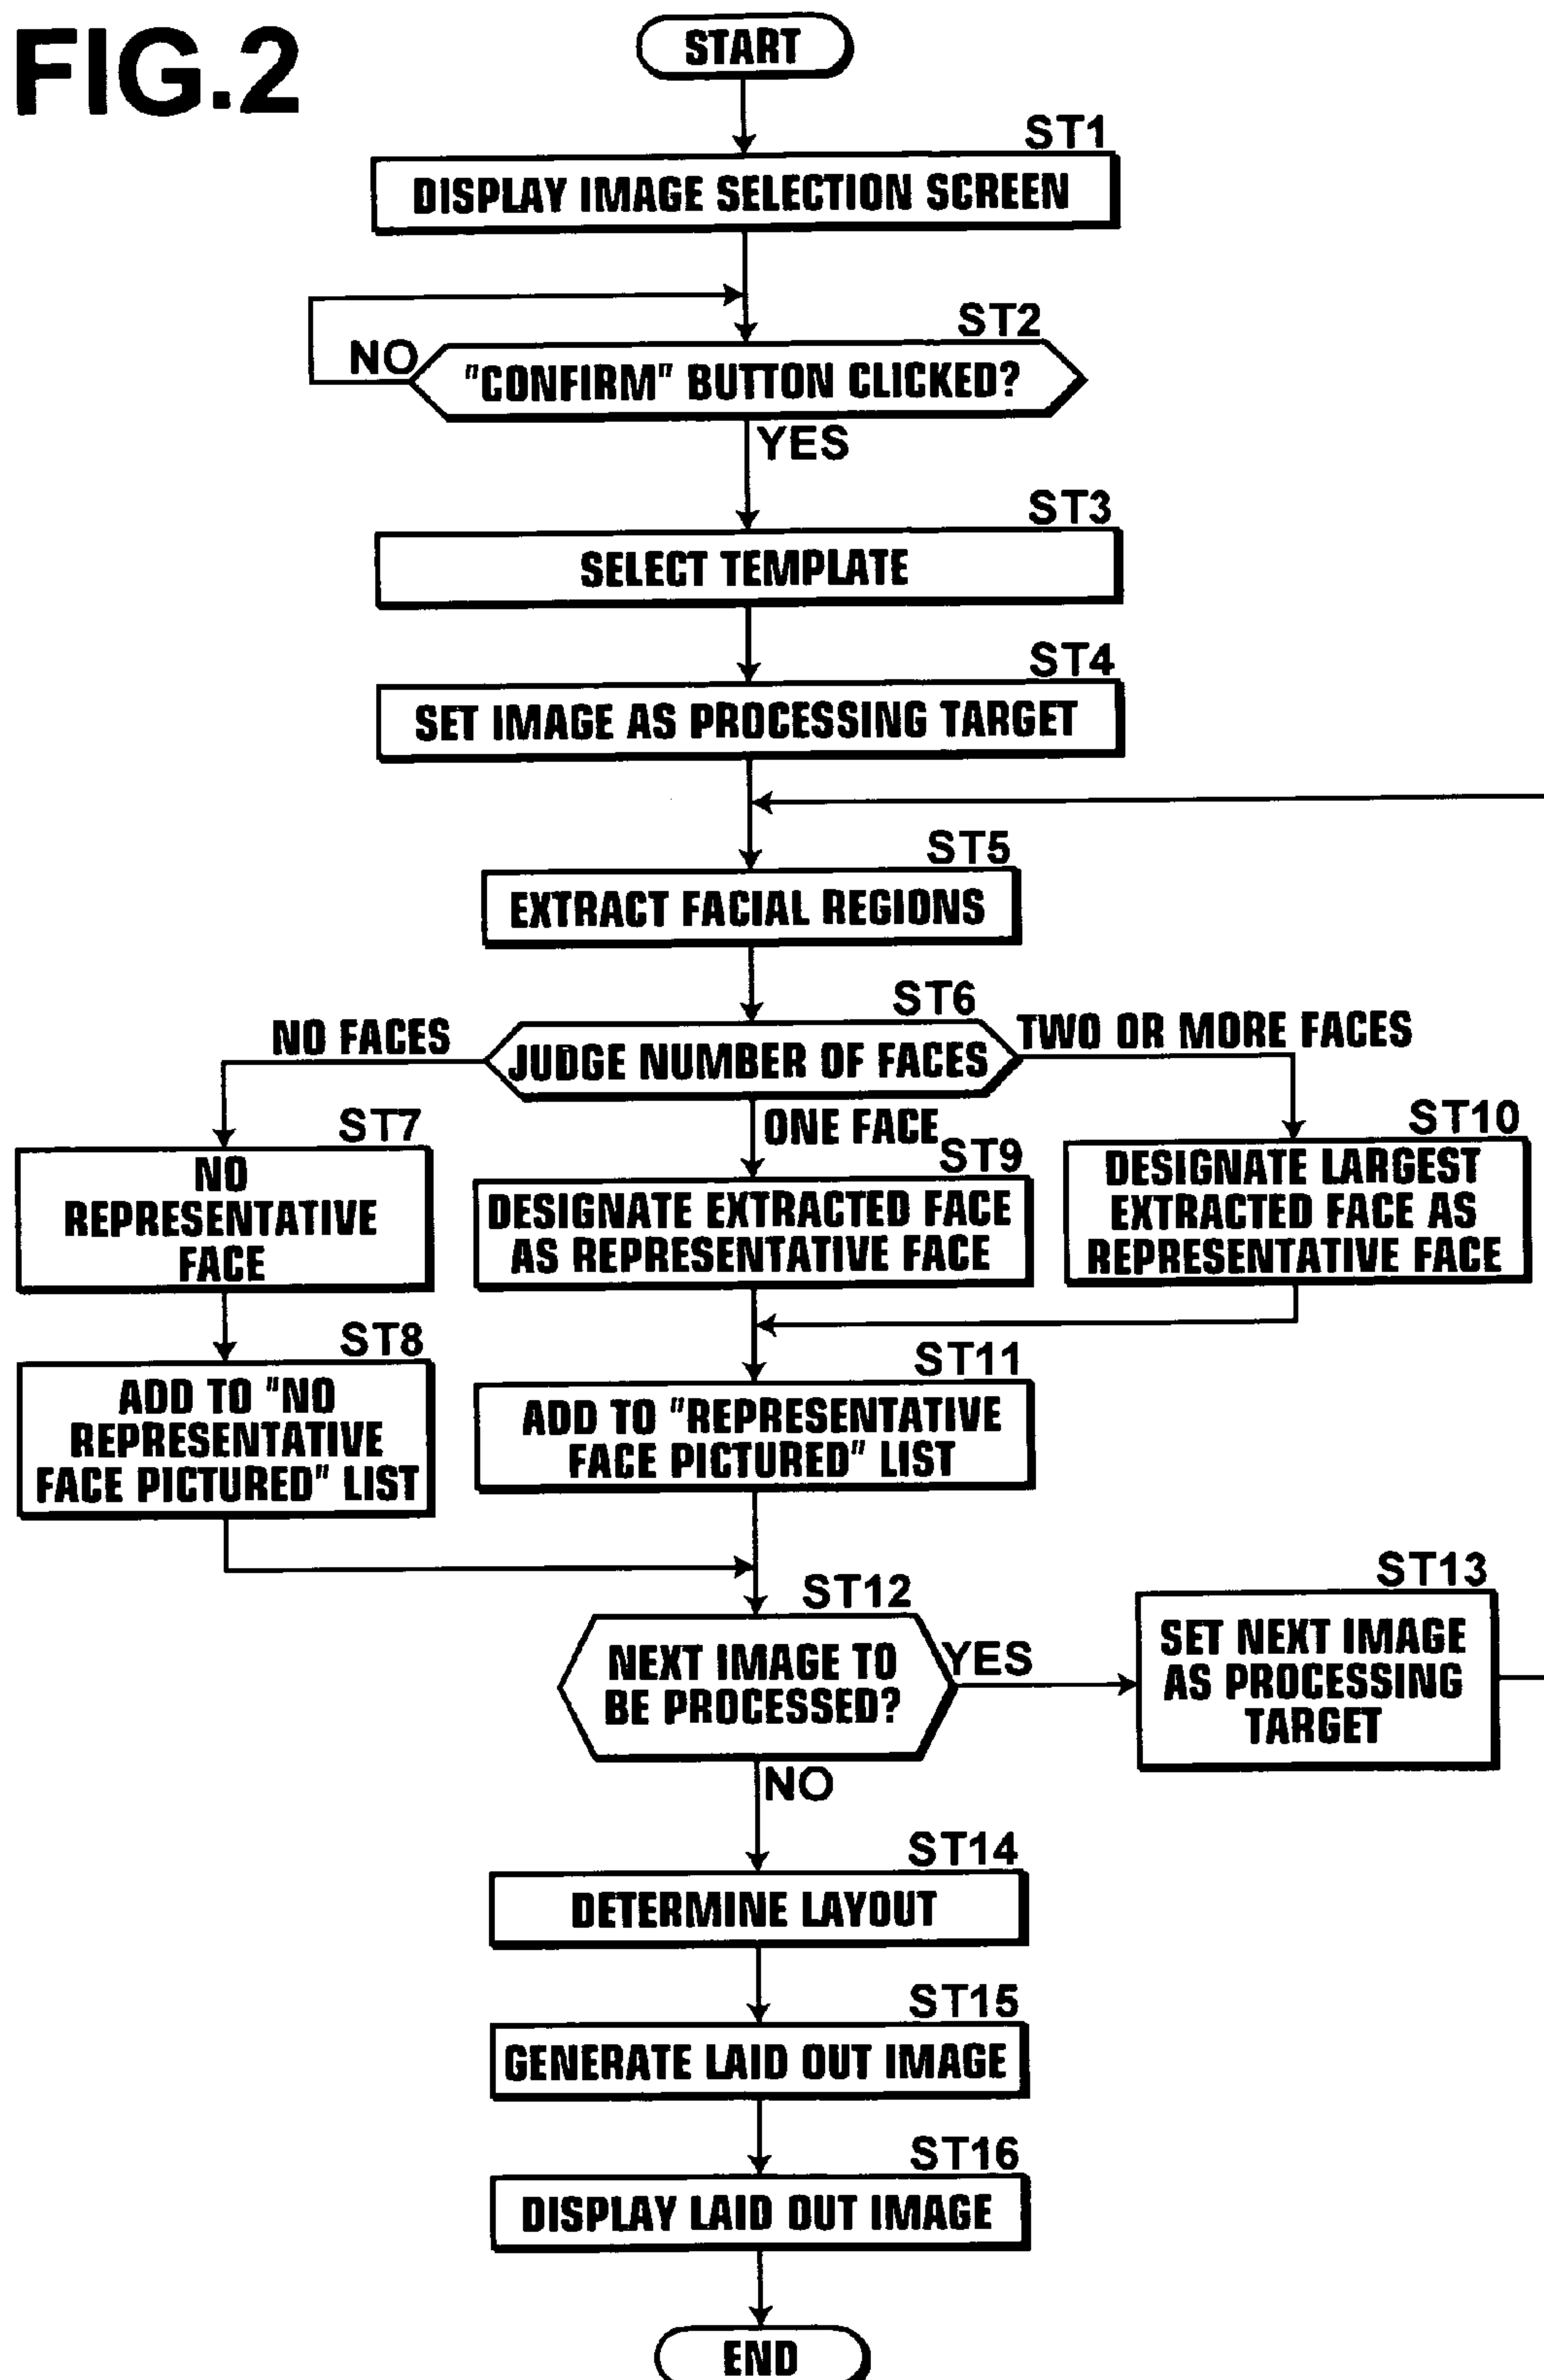 FIG.2
START
ST1
DISPLAY IMAGE SELECTION SCREEN
ST2
NO
"CONFIRM" BUTTON CLICKED?
YES
ST3
SELECT TEMPLATE
ST4
SET IMAGE AS PROCESSING TARGET
ST5
EXTRACT FACIAL REGIONS
ST6
NO FACES
JUDGE NUMBER OF FACES
TWO OR MORE FACES
ONE FACE
ST7
NO
REPRESENTATIVE
FACE
ST9
DESIGNATE EXTRACTED FACE
AS REPRESENTATIVE FACE
ST10
DESIGNATE LARGEST
EXTRACTED FACE AS
REPRESENTATIVE FACE
ST8
ADD TO "NO
REPRESENTATIVE
FACE PICTURED" LIST
ST11
ADD TO "REPRESENTATIVE
FACE PICTURED" LIST
ST12
NEXT IMAGE TO
BE PROCESSED?
YES
ST13
SET NEXT IMAGE
AS PROCESSING
TARGET
NO
ST14
DETERMINE LAYOUT
ST15
GENERATE LAID OUT IMAGE
ST16
DISPLAY LAID OUT IMAGE
END